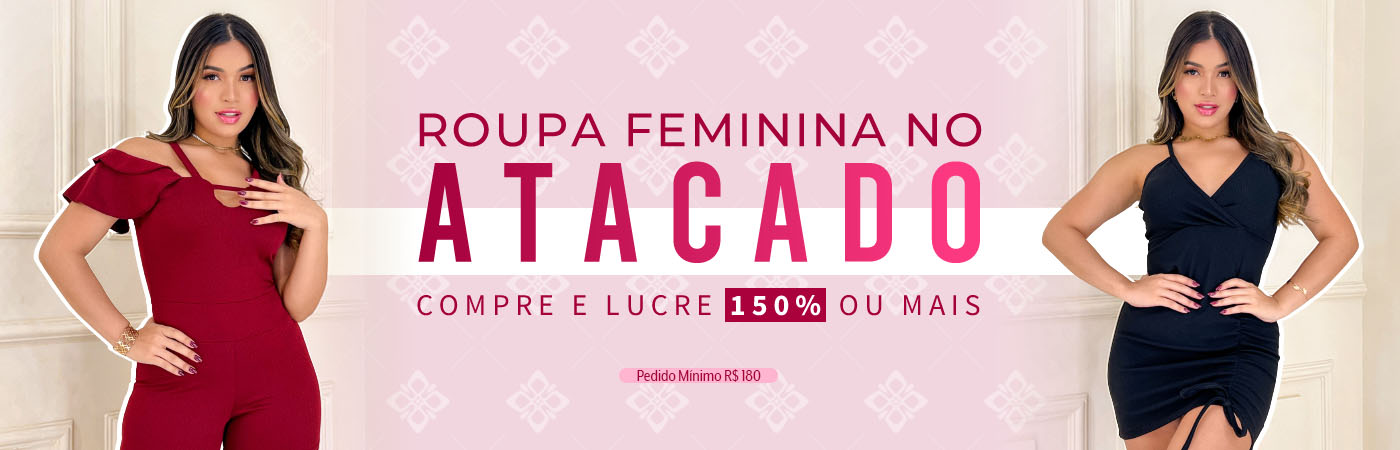 ROUPA FEMININA NO
ATACADO
COMPRE E LUCRE 150% OU MAIS
Pedido Mínimo R$ 180